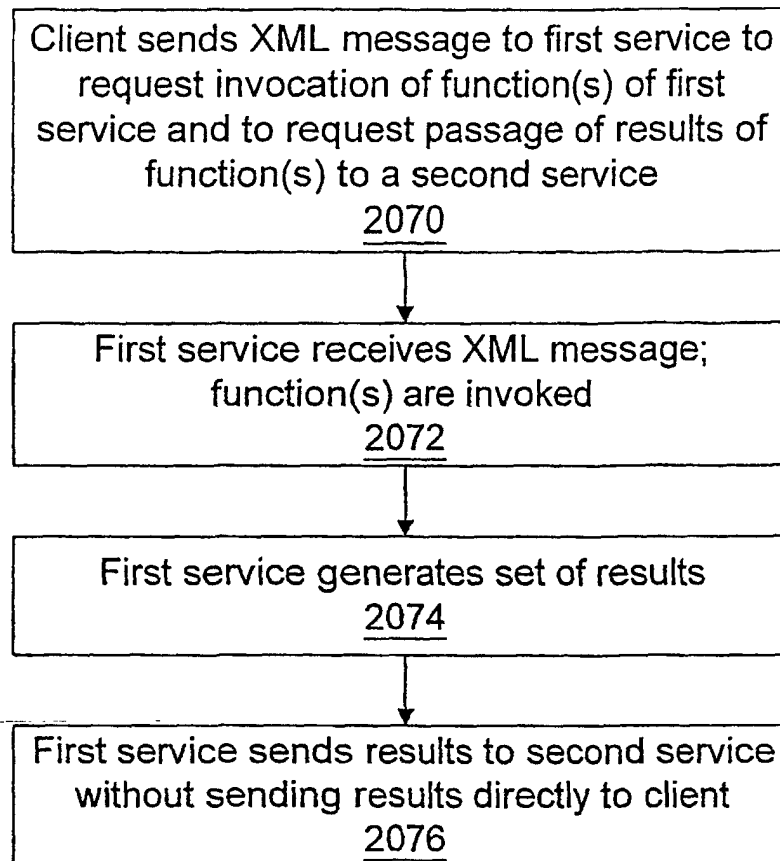 Client sends XML message to first service to
request invocation of function(s) of first
service and to request passage of results of
function(s) to a second service
2070
First service receives XML message;
function(s) are invoked
2072
First service generates set of results
2074
First service sends results to second service
without sending results directly to client
2076